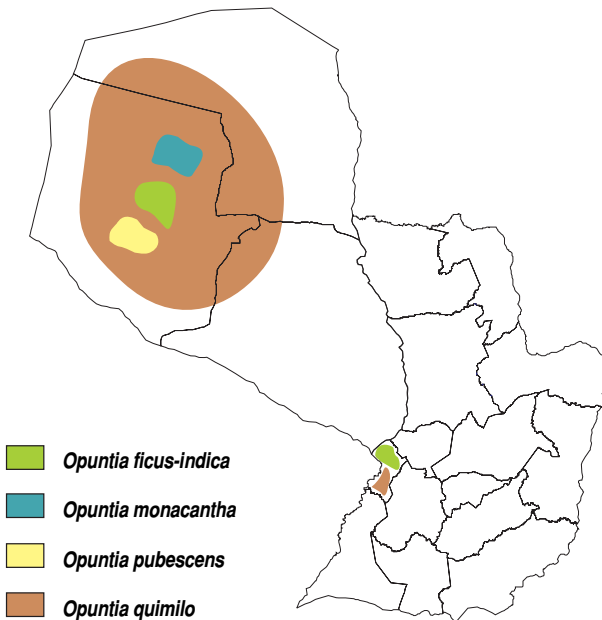 Opuntia ficus-indica
Opuntia monacantha
Opuntia pubescens
Opuntia quimilo